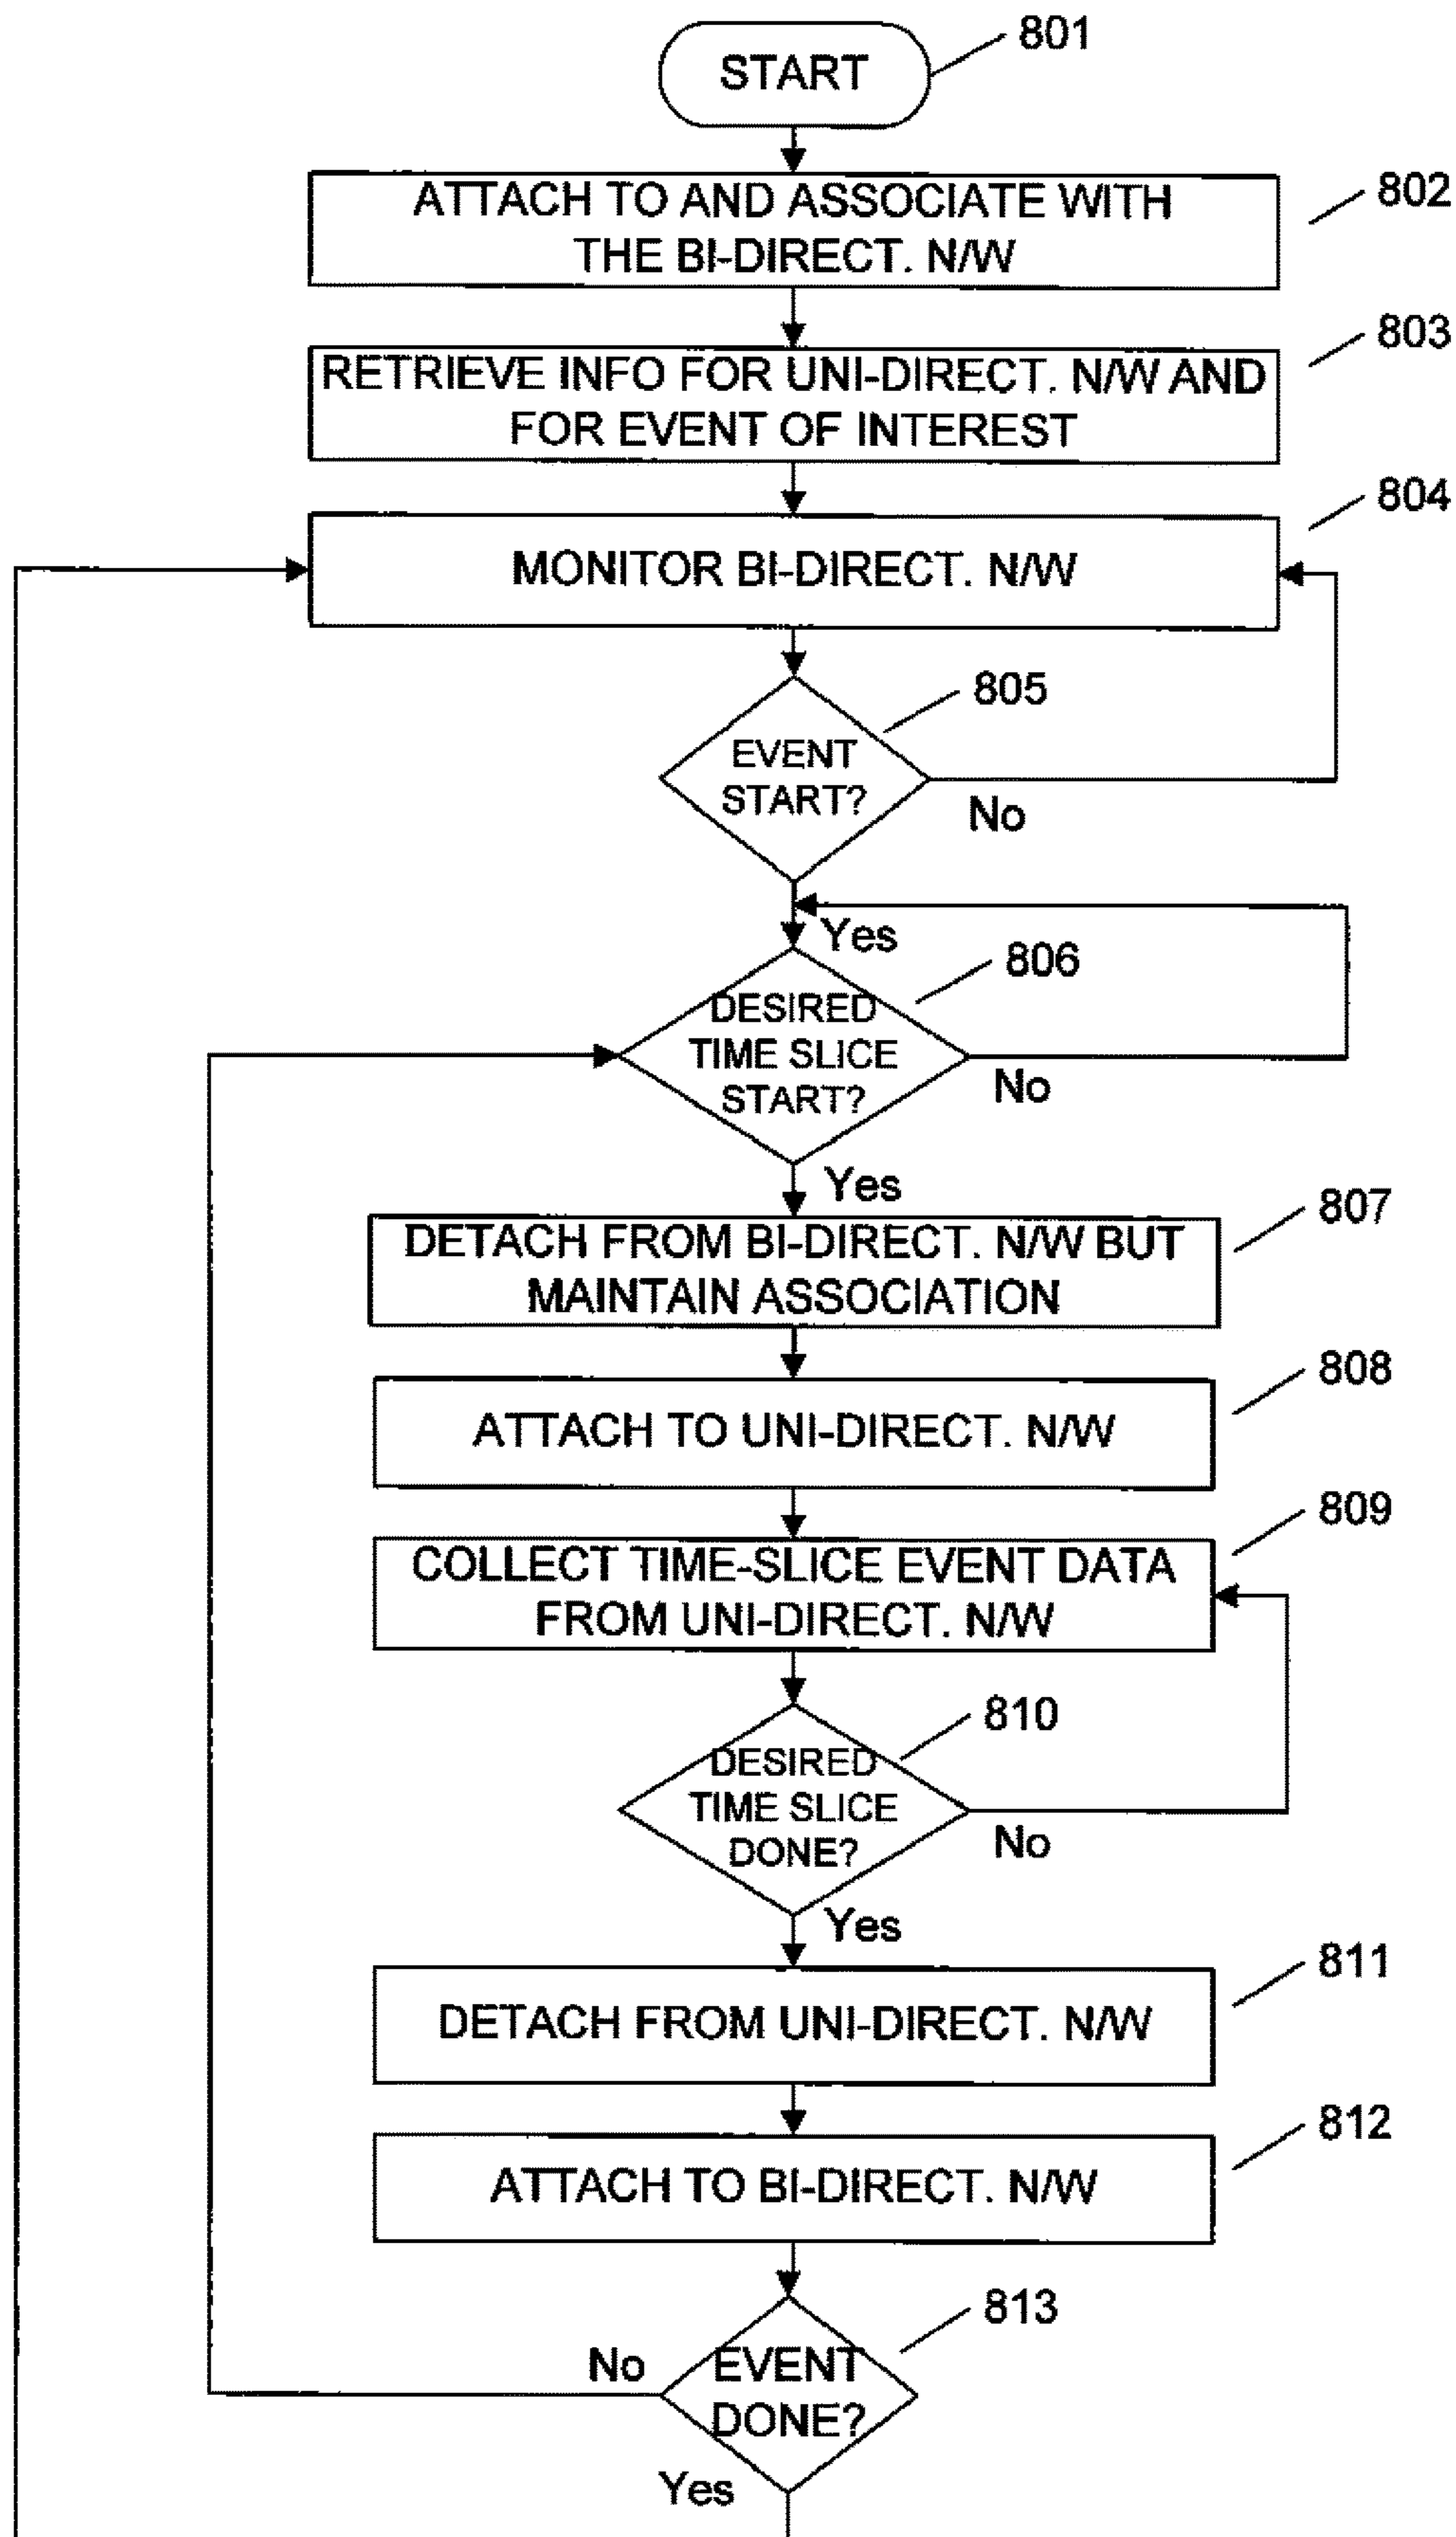 START
801
ATTACH TO AND ASSOCIATE WITH
THE BI-DIRECT. N/W
802
RETRIEVE INFO FOR UNI-DIRECT. N/W AND
FOR EVENT OF INTEREST
803
MONITOR BI-DIRECT. N/W
804
EVENT
START?
805
No
Yes
DESIRED
TIME SLICE
START?
806
No
Yes
DETACH FROM BI-DIRECT. N/W BUT
MAINTAIN ASSOCIATION
807
ATTACH TO UNI-DIRECT. N/W
808
COLLECT TIME-SLICE EVENT DATA
FROM UNI-DIRECT. N/W
809
DESIRED
TIME SLICE
DONE?
810
No
Yes
DETACH FROM UNI-DIRECT. N/W
811
ATTACH TO BI-DIRECT. N/W
812
EVENT
DONE?
813
No
Yes